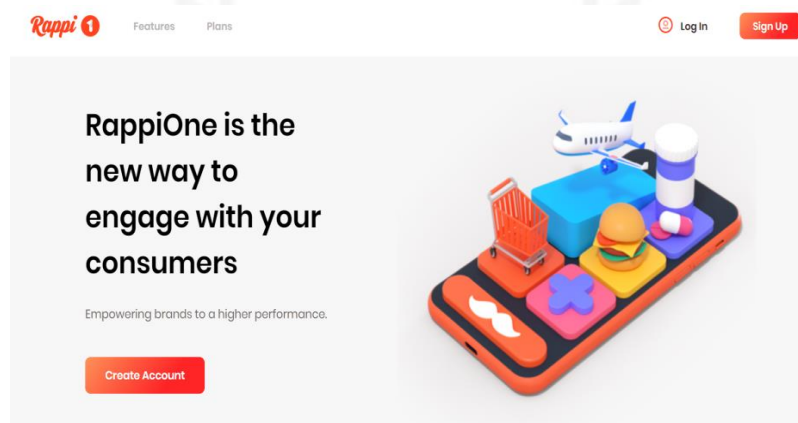 Rappi 1
Features
Plans
Log In
Sign Up
RappiOne is the
new way to
engage with your
consumers
Empowering brands to a higher performance.
Create Account